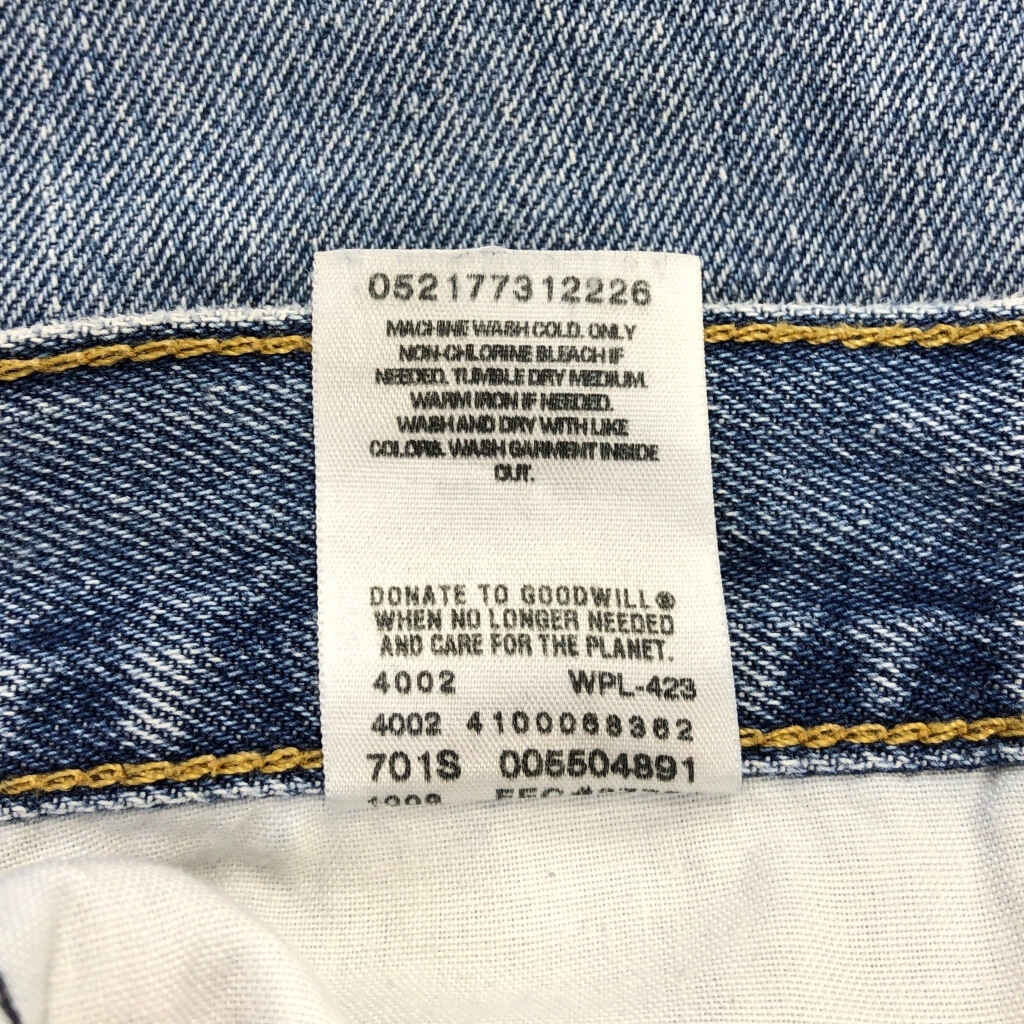 052177312226
MACHINE WASH COLD. ONLY
NON-CHLORINE BLEACH IF
NEEDED. TUMBLE DRY MEDIUM.
WARM IRON IF NEEDED.
WASH AND DRY WITH LIKE
COLORS. WASH GARMENT INSIDE
OUT.
DONATE TO GOODWILL®
WHEN NO LONGER NEEDED
AND CARE FOR THE PLANET.
4002 WPL-423
4002 4100068362
701S 005504891